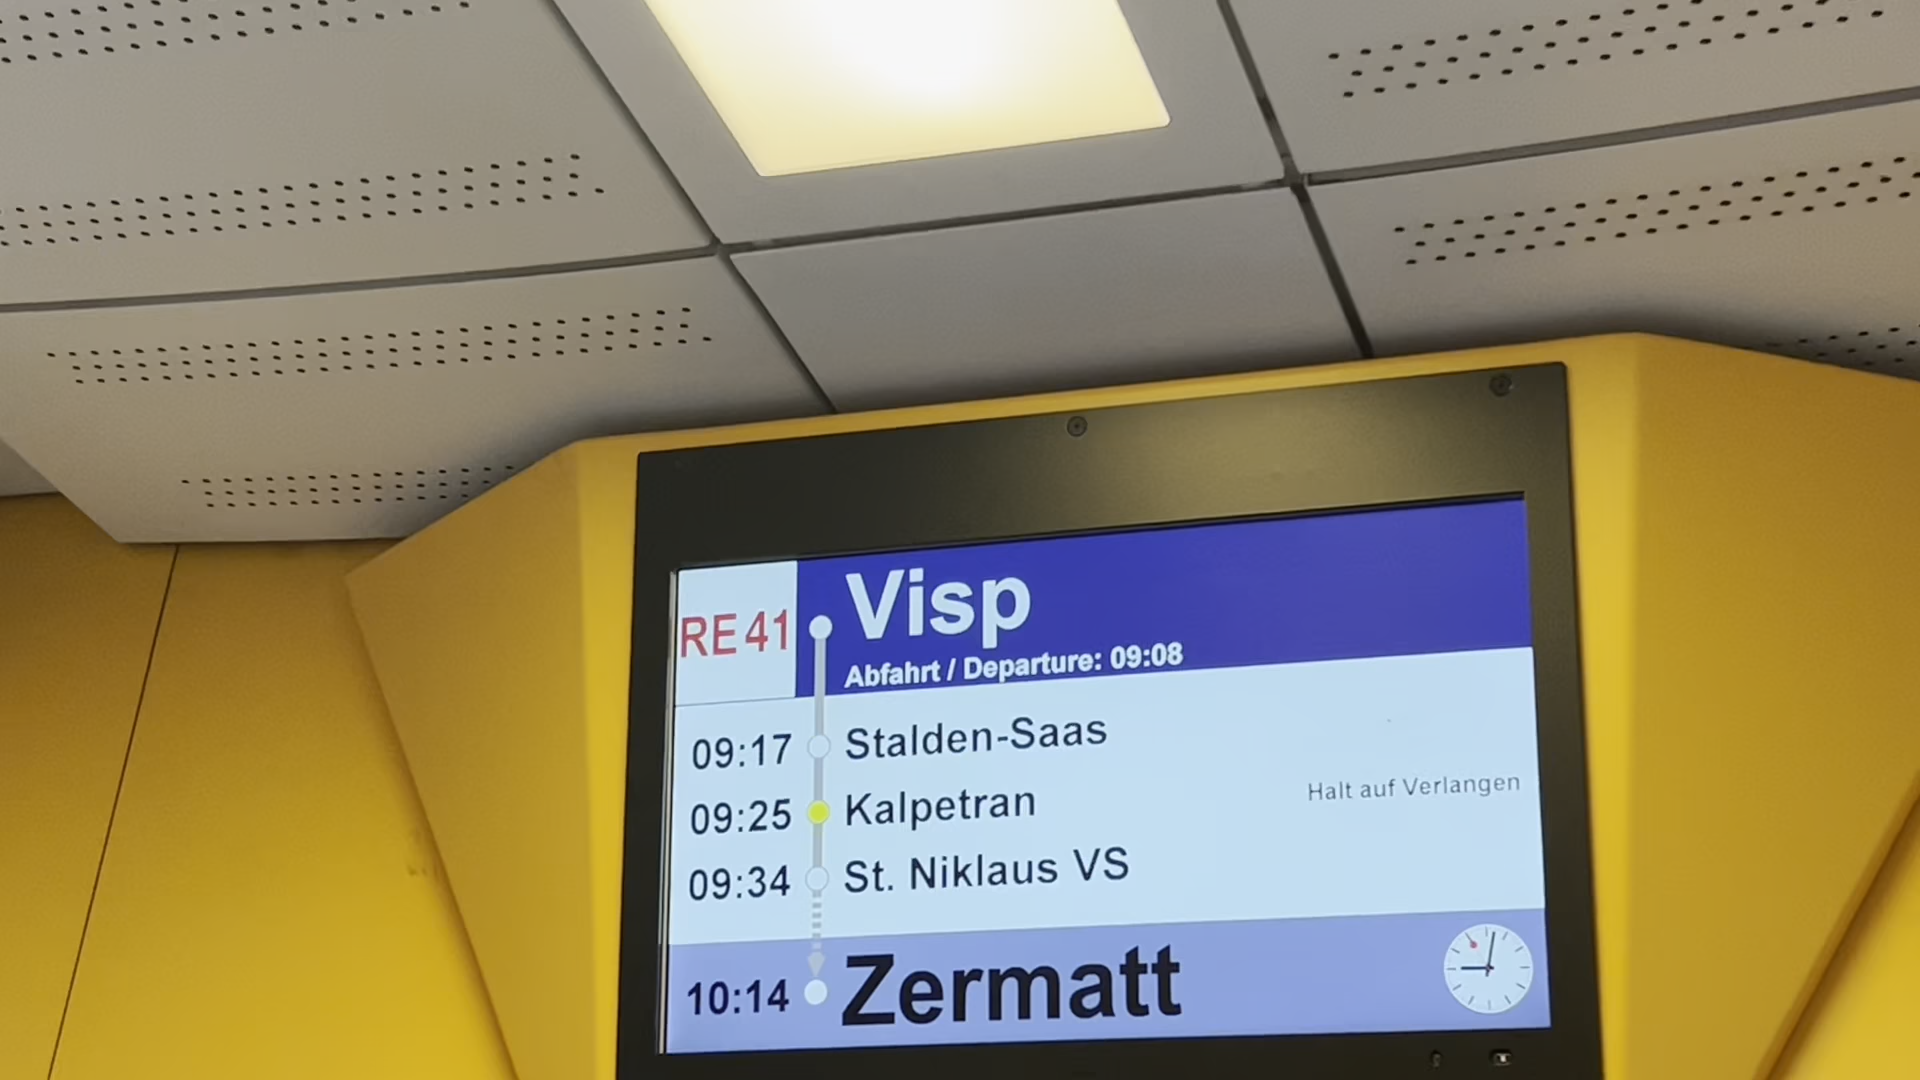 RE 41
Visp
Abfahrt / Departure: 09:08
09:17 Stalden-Saas
09:25 Kalpetran Halt auf Verlangen
09:34 St. Niklaus VS
10:14 Zermatt